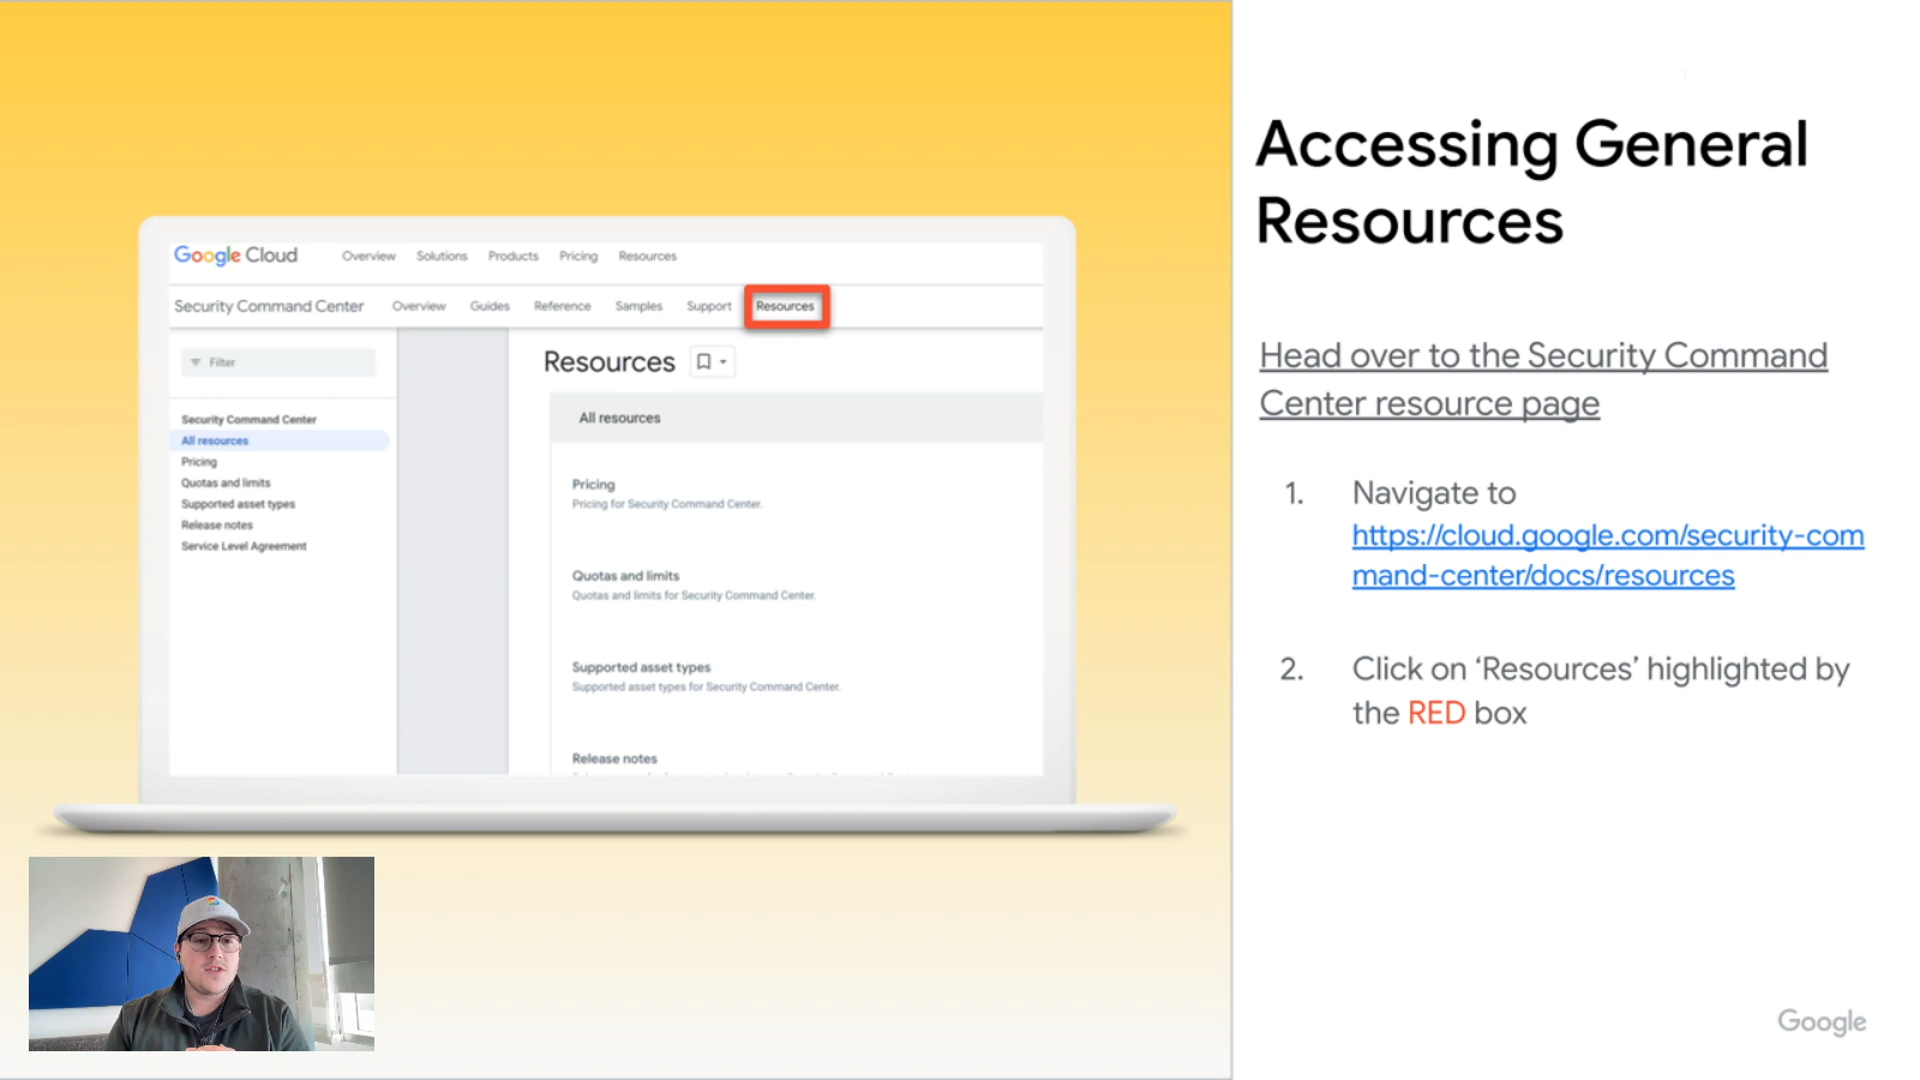 Google Cloud Overview Solutions Products Pricing Resources
Security Command Center Overview Guides Reference Samples Support Resources
Filter
Security Command Center
All resources
Pricing
Quotas and limits
Supported asset types
Release notes
Service Level Agreement
Resources
All resources
Pricing
Pricing for Security Command Center.
Quotas and limits
Quotas and limits for Security Command Center.
Supported asset types
Supported asset types for Security Command Center.
Release notes
Accessing General
Resources
Head over to the Security Command
Center resource page
1. Navigate to
https://cloud.google.com/security-com
mand-center/docs/resources
2. Click on ‘Resources’ highlighted by
the RED box
Google